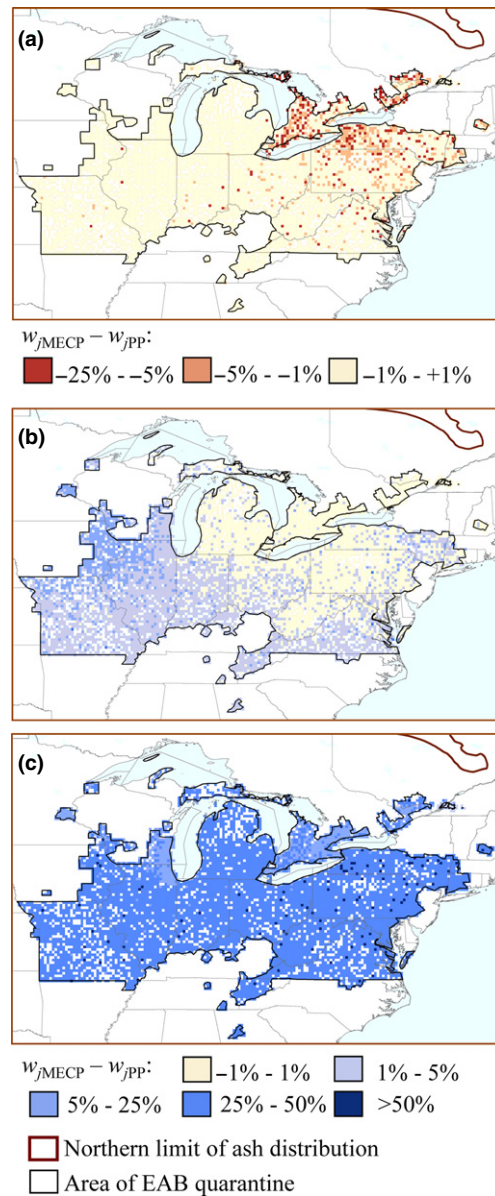 (a)
wjMECP – wjPP:
–25% - –5%
–5% - –1%
–1% - +1%
(b)
(c)
wjMECP – wjPP:
–1% - 1%
1% - 5%
5% - 25%
25% - 50%
>50%
Northern limit of ash distribution
Area of EAB quarantine